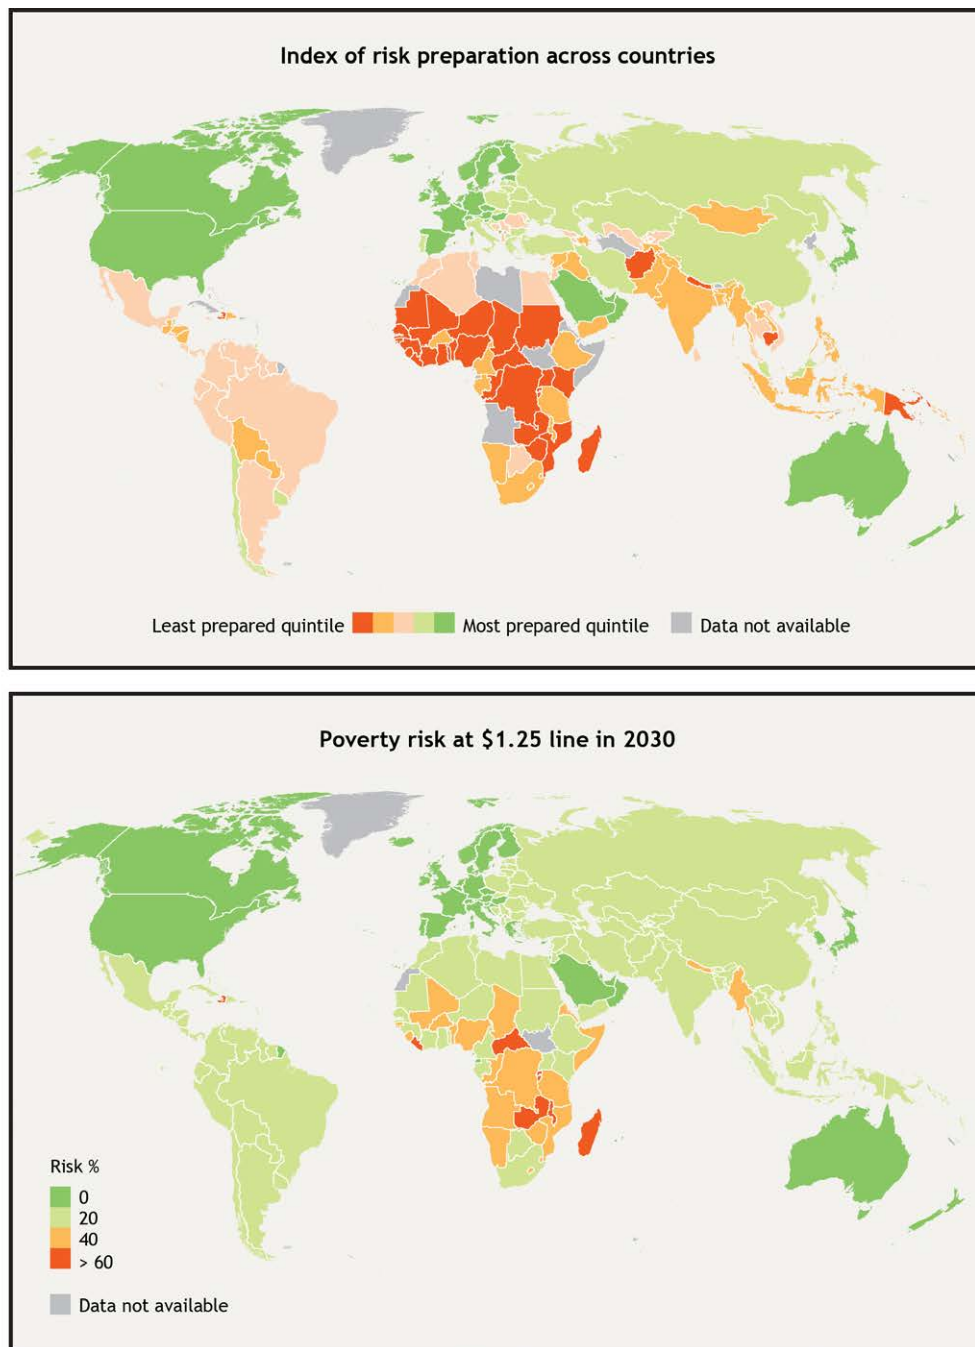 Index of risk preparation across countries
Least prepared quintile Most prepared quintile Data not available
Poverty risk at $1.25 line in 2030
Risk %
0
20
40
> 60
Data not available